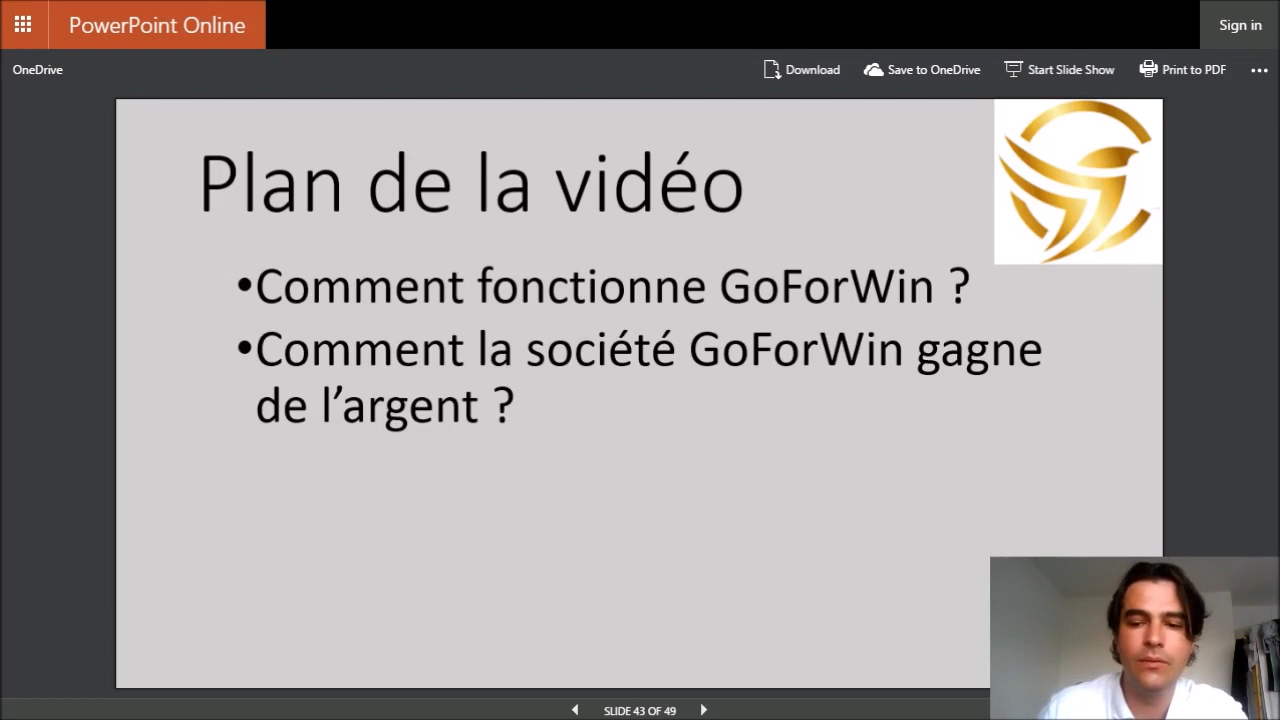 PowerPoint Online
Sign in
OneDrive
Download
Save to OneDrive
Start Slide Show
Print to PDF
Plan de la vidéo
•Comment fonctionne GoForWin ?
•Comment la société GoForWin gagne
de l’argent ?
SLIDE 43 OF 49